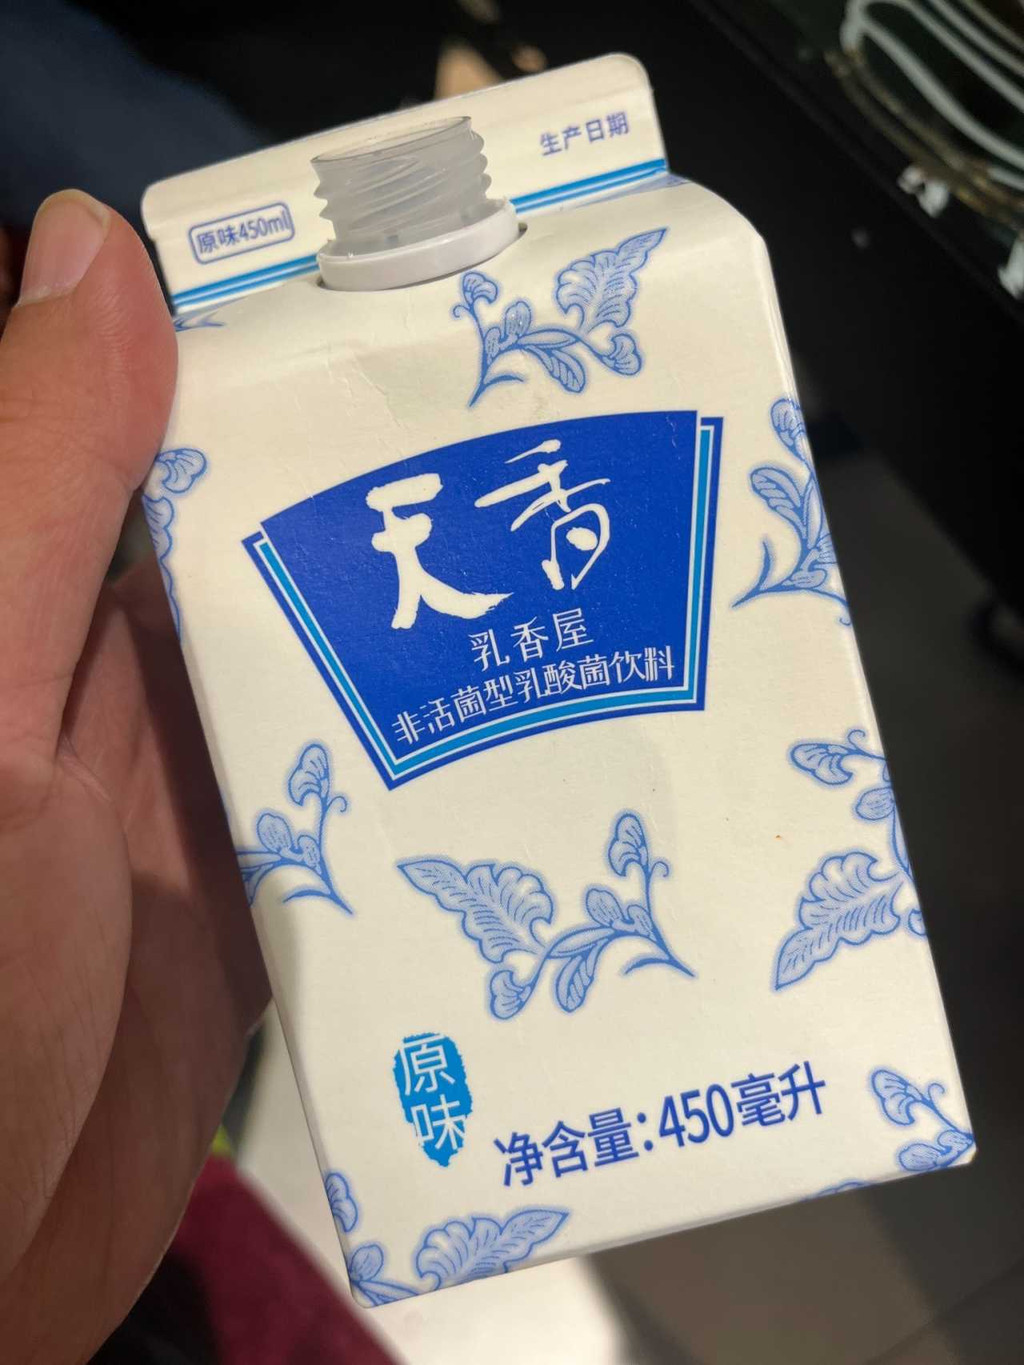 生产日期
原味450ml
天香
乳香屋
非活菌型乳酸菌饮料
原味
净含量:450毫升